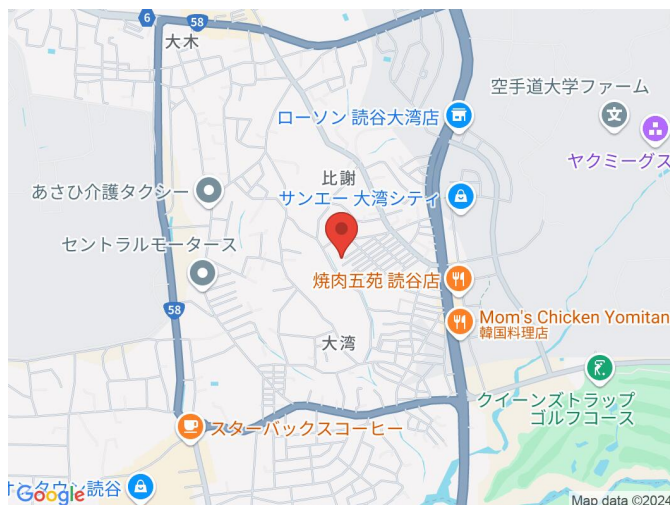 6
58
大木
空手道大学ファーム
ローソン 読谷大湾店
ヤクミーグス
比謝
あさひ介護タクシー
サンエー 大湾シティ
セントラルモータース
焼肉五苑 読谷店
58
Mom's Chicken Yomitan
韓国料理店
大湾
クイーンズトラップ
ゴルフコース
スターバックスコーヒー
オンタウン読谷
Google
Map data ©2024